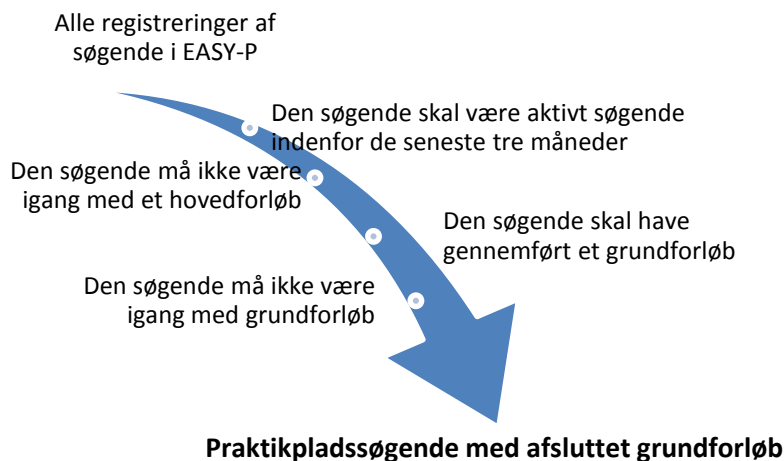 Alle registreringer af
søgende i EASY-P
Den søgende skal være aktivt søgende
indenfor de seneste tre måneder
Den søgende må ikke være
igang med et hovedforløb
Den søgende skal have
gennemført et grundforløb
Den søgende må ikke være
igang med grundforløb
Praktikpladssøgende med afsluttet grundforløb